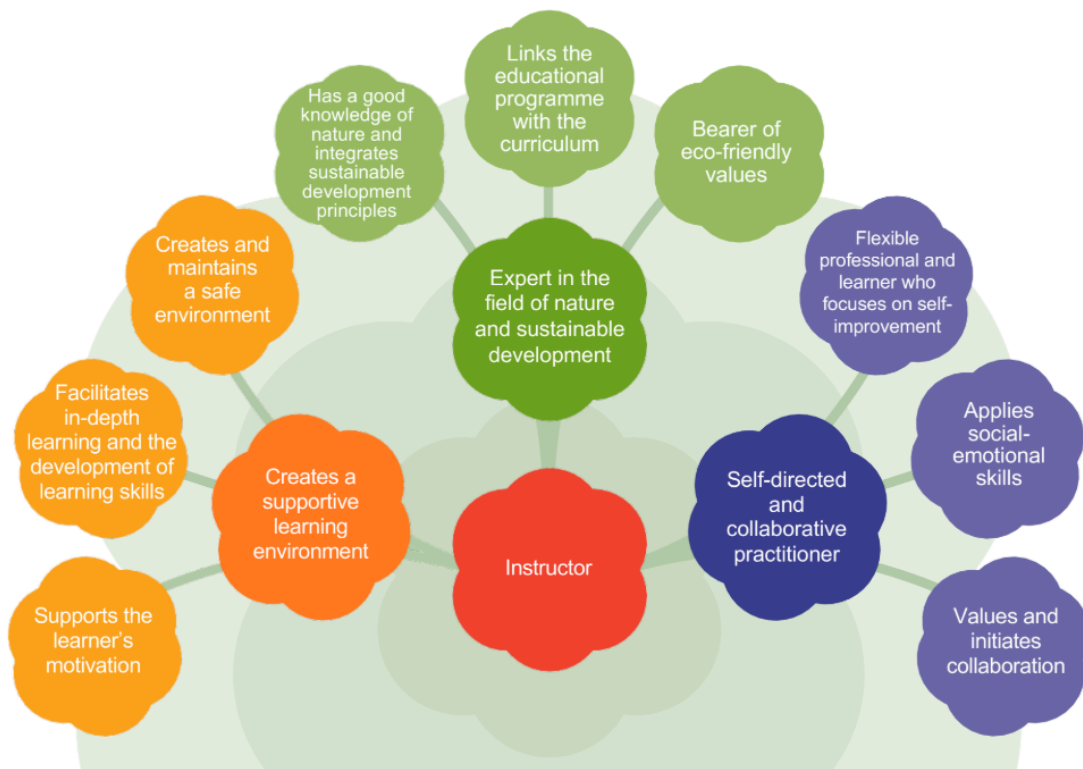 Links the
educational
programme
with the
curriculum
Has a good
knowledge of
nature and
integrates
sustainable
development
principles
Bearer of
eco-friendly
values
Creates and
maintains
a safe
environment
Expert in the
field of nature
and sustainable
development
Flexible
professional and
learner who
focuses on self-
improvement
Facilitates
in-depth
learning and the
development of
learning skills
Applies
social-
emotional
skills
Creates a
supportive
learning
environment
Self-directed
and
collaborative
practitioner
Instructor
Supports the
learner’s
motivation
Values and
initiates
collaboration